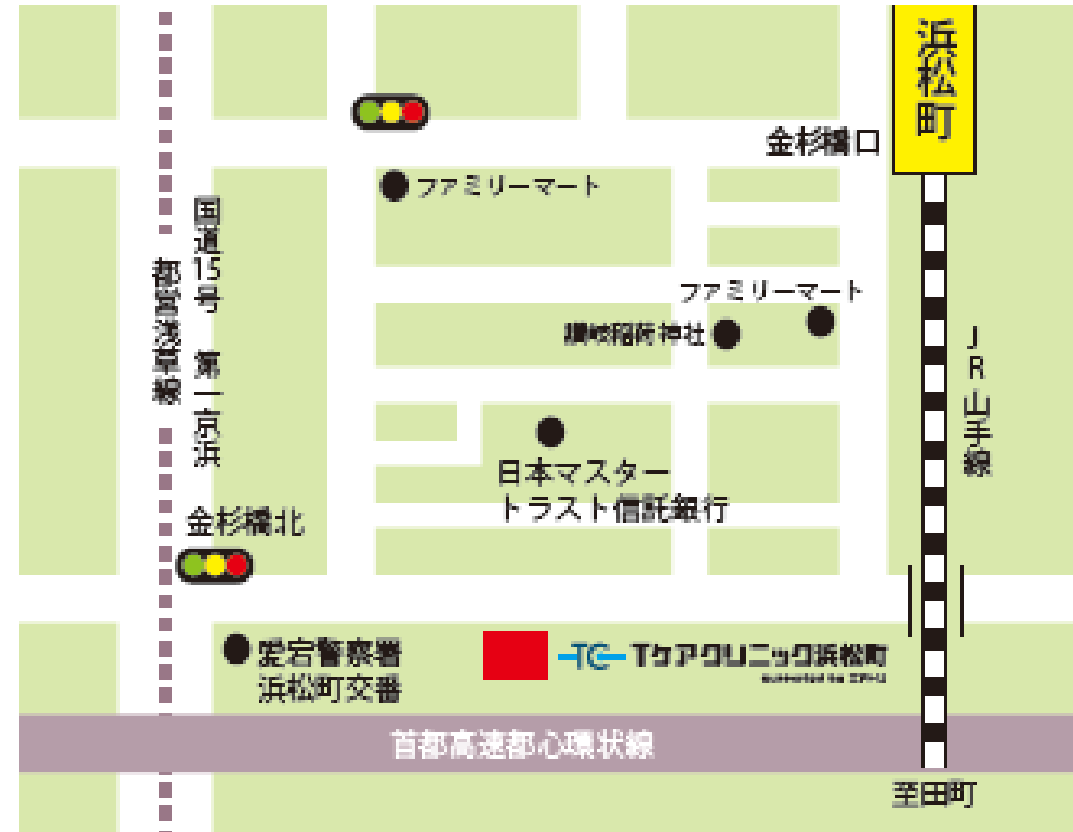 浜松町
金杉橋口
ファミリーマート
国道15号 第一京浜
都営浅草線
ファミリーマート
讃岐稲荷神社
JR山手線
日本マスター
トラスト信託銀行
金杉橋北
愛宕警察署
浜松町交番
TC Tケアクリニック浜松町
首都高速都心環状線
至田町